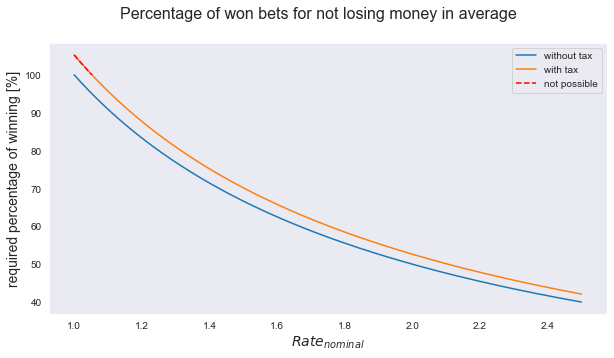 Percentage of won bets for not losing money in average
without tax
with tax
not possible
required percentage of winning [%]
100
90
80
70
60
50
40
1.0 1.2 1.4 1.6 1.8 2.0 2.2 2.4
Rate_nominal